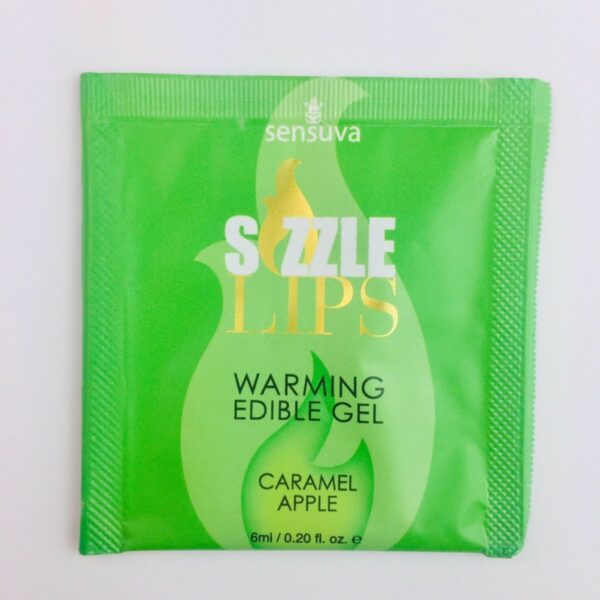 sensuva
SIZZLE
LIPS
WARMING
EDIBLE GEL
CARAMEL
APPLE
6ml / 0.20 fl. oz. e